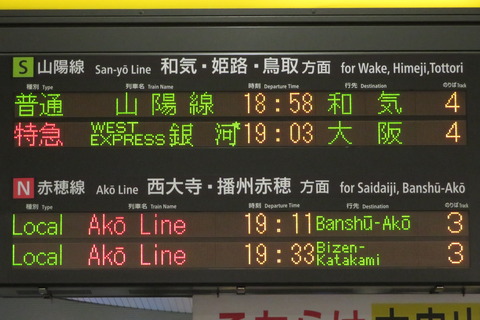 S 山陽線 San-yō Line 和気・姫路・鳥取 方面 for Wake, Himeji,Tottori
種別 Type 列車名 Train Name 時刻 Departure Time 行先 Destination のりば Track
普通 山陽線 18:58 和気 4
特急 WEST EXPRESS 銀河 19:03 大阪 4
N 赤穂線 Akō Line 西大寺・播州赤穂 方面 for Saidaiji, Banshū-Akō
種別 Type 列車名 Train Name 時刻 Departure Time 行先 Destination のりば Track
Local Akō Line 19:11 Banshū-Akō 3
Local Akō Line 19:33 Bizen-Katakami 3